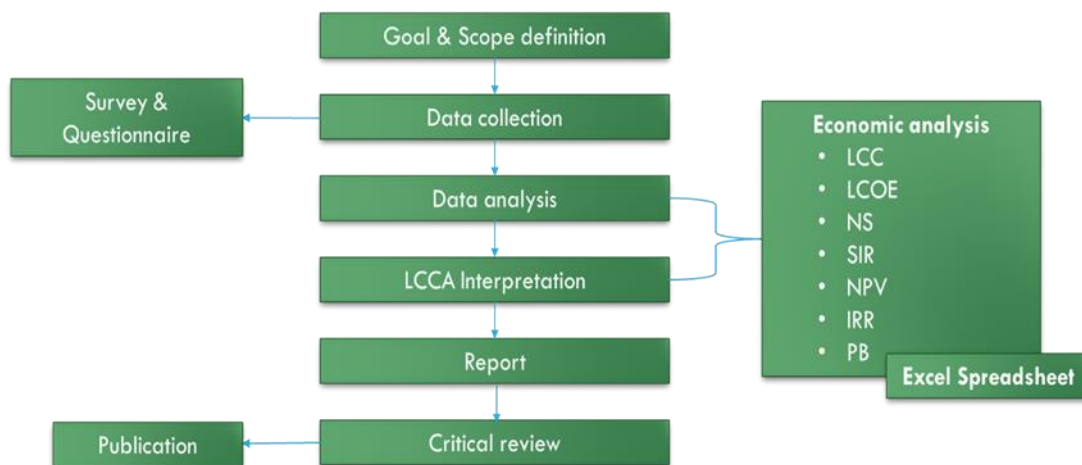 Goal & Scope definition
Survey &
Questionnaire
Data collection
Economic analysis
• LCC
• LCOE
• NS
• SIR
• NPV
• IRR
• PB
Excel Spreadsheet
Data analysis
LCCA Interpretation
Report
Critical review
Publication